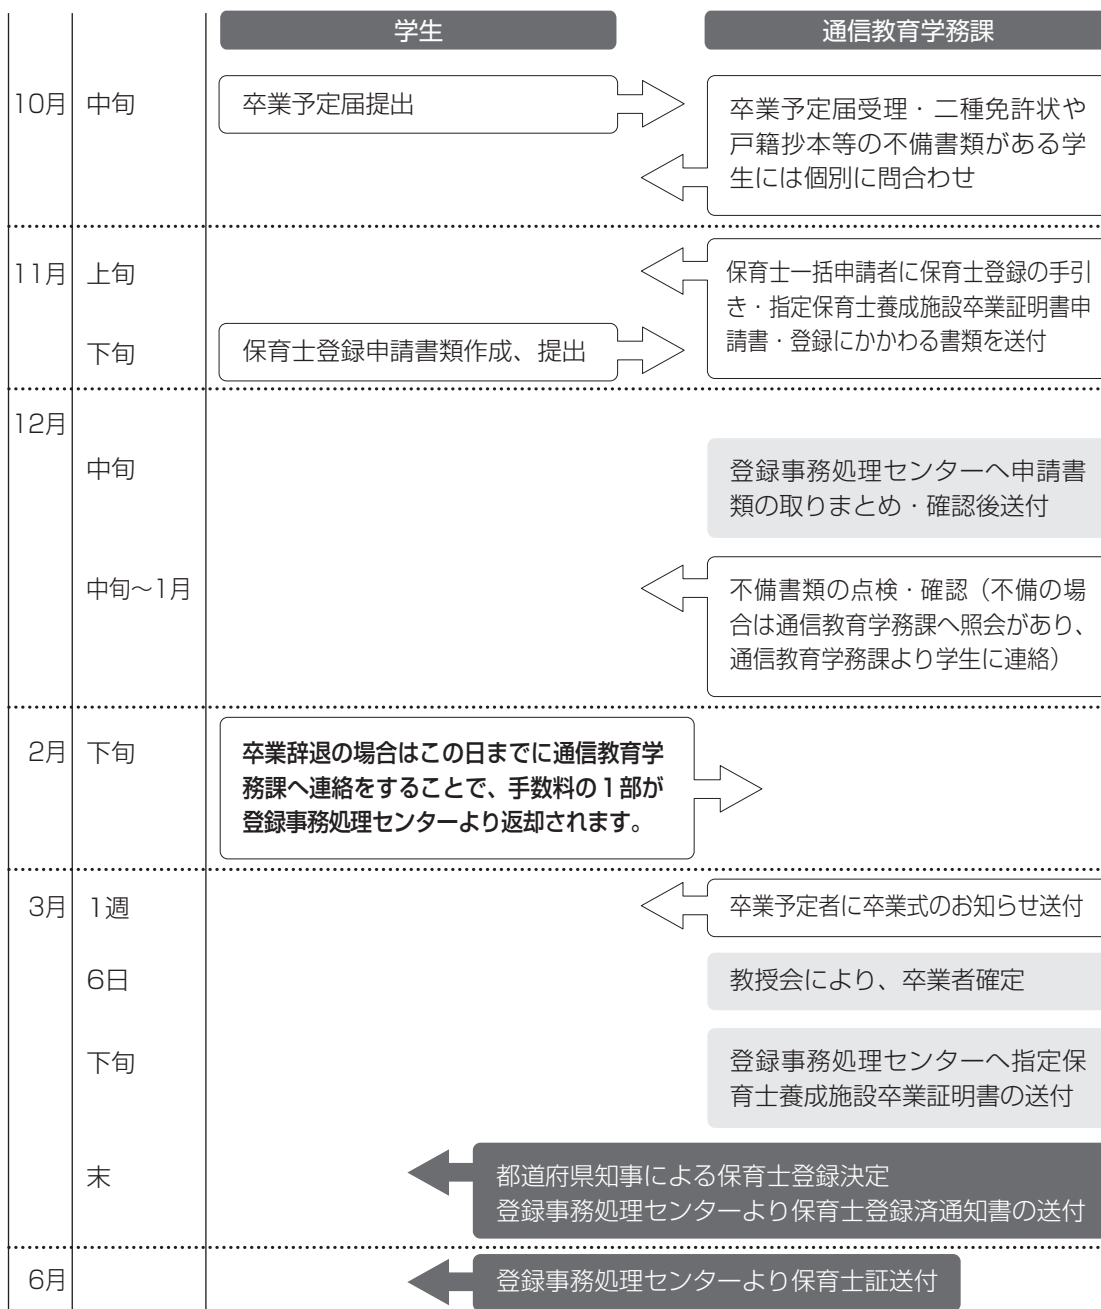 学生
通信教育学務課
10月 中旬
卒業予定届提出
卒業予定届受理・二種免許状や
戸籍抄本等の不備書類がある学
生には個別に問合わせ
11月 上旬
保育士一括申請者に保育士登録の手引
き・指定保育士養成施設卒業証明書申
請書・登録にかかわる書類を送付
下旬
保育士登録申請書類作成、提出
12月
中旬
登録事務処理センターへ申請書
類の取りまとめ・確認後送付
中旬～1月
不備書類の点検・確認（不備の場
合は通信教育学務課へ照会があり、
通信教育学務課より学生に連絡）
2月 下旬
卒業辞退の場合はこの日までに通信教育学
務課へ連絡をすることで、手数料の１部が
登録事務処理センターより返却されます。
3月 1週
卒業予定者に卒業式のお知らせ送付
6日
教授会により、卒業者確定
下旬
登録事務処理センターへ指定保
育士養成施設卒業証明書の送付
末
都道府県知事による保育士登録決定
登録事務処理センターより保育士登録済通知書の送付
6月
登録事務処理センターより保育士証送付